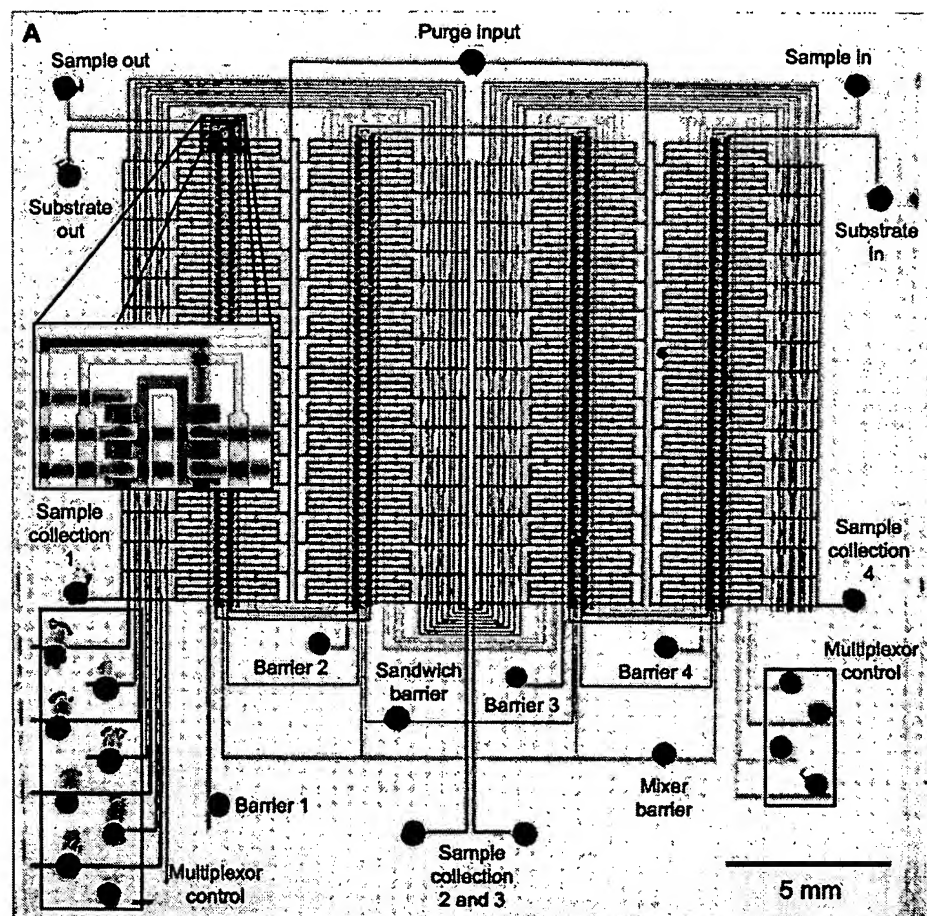 A
Purge input
Sample out
Sample in
Substrate
out
Substrate
in
Sample
collection
1
Sample
collection
4
Barrier 2
Sandwich
barrier
Barrier 3
Barrier 4
Multiplexor
control
Barrier 1
Mixer
barrier
Multiplexor
control
Sample
collection
2 and 3
5 mm